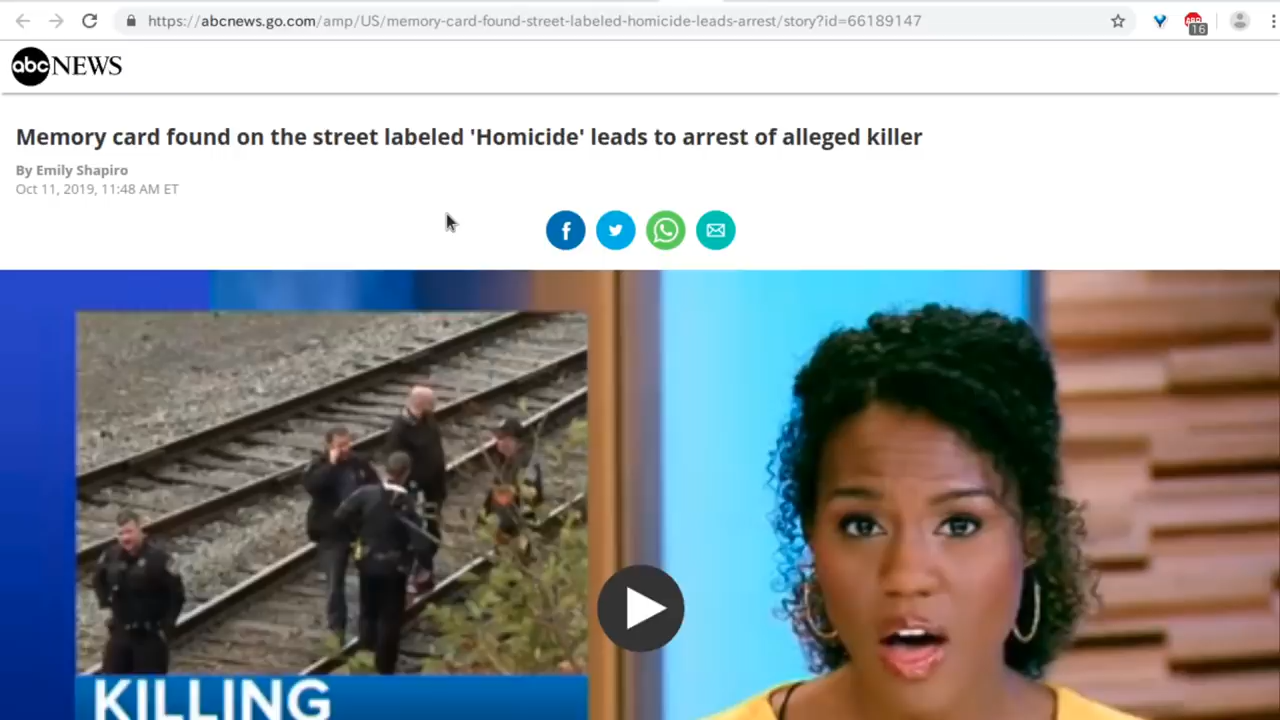 https://abcnews.go.com/amp/US/memory-card-found-street-labeled-homicide-leads-arrest/story?id=66189147
16
abc NEWS
Memory card found on the street labeled 'Homicide' leads to arrest of alleged killer
By Emily Shapiro
Oct 11, 2019, 11:48 AM ET
KILLING